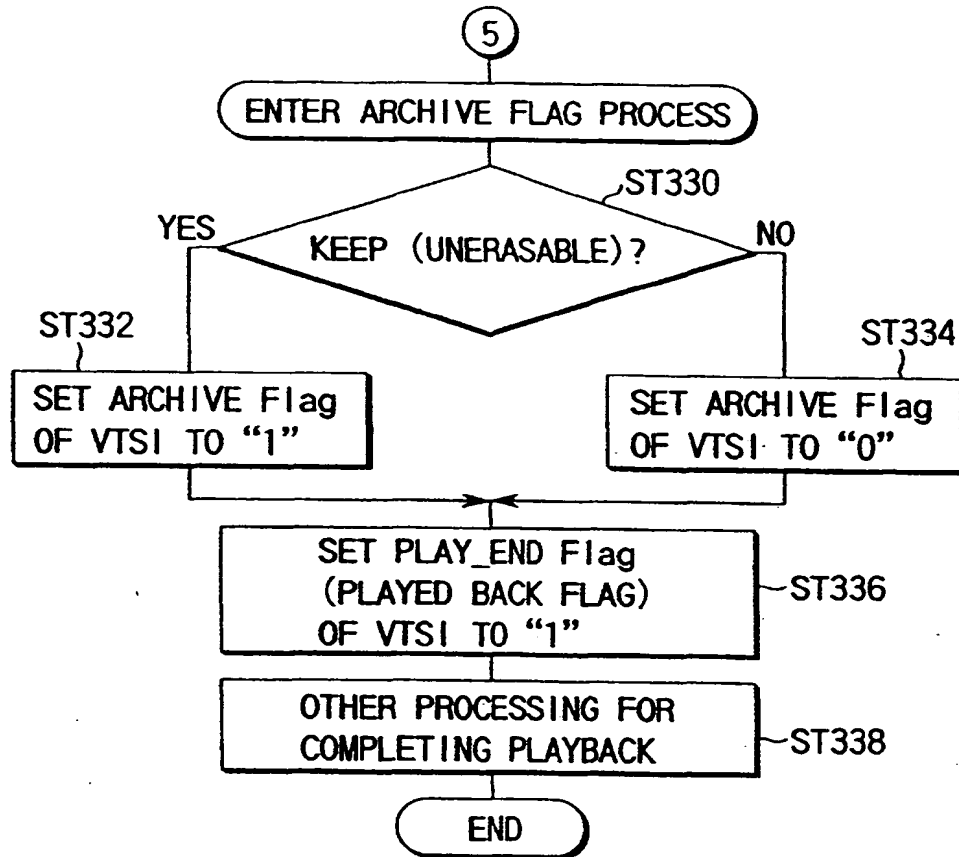 5
ENTER ARCHIVE FLAG PROCESS
ST330
YES
KEEP (UNERASABLE)?
NO
ST332
ST334
SET ARCHIVE Flag
OF VTSI TO “1”
SET ARCHIVE Flag
OF VTSI TO “0”
SET PLAY_END Flag
(PLAYED BACK FLAG)
OF VTSI TO “1”
ST336
OTHER PROCESSING FOR
COMPLETING PLAYBACK
ST338
END